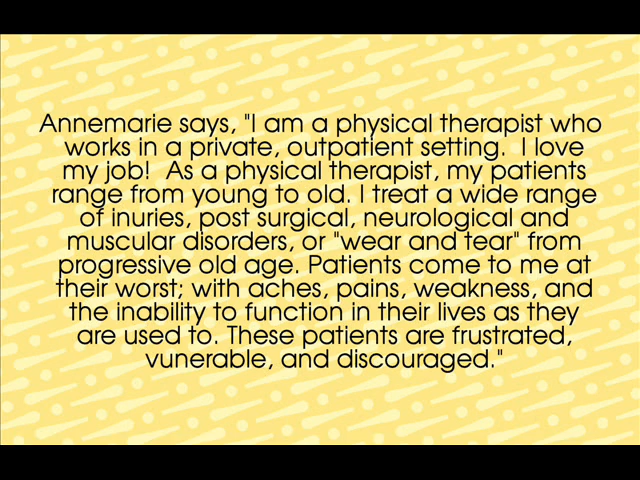 Annemarie says, "I am a physical therapist who
works in a private, outpatient setting.  I love
my job!  As a physical therapist, my patients
range from young to old. I treat a wide range
of inuries, post surgical, neurological and
muscular disorders, or "wear and tear" from
progressive old age. Patients come to me at
their worst; with aches, pains, weakness, and
the inability to function in their lives as they
are used to. These patients are frustrated,
vunerable, and discouraged."